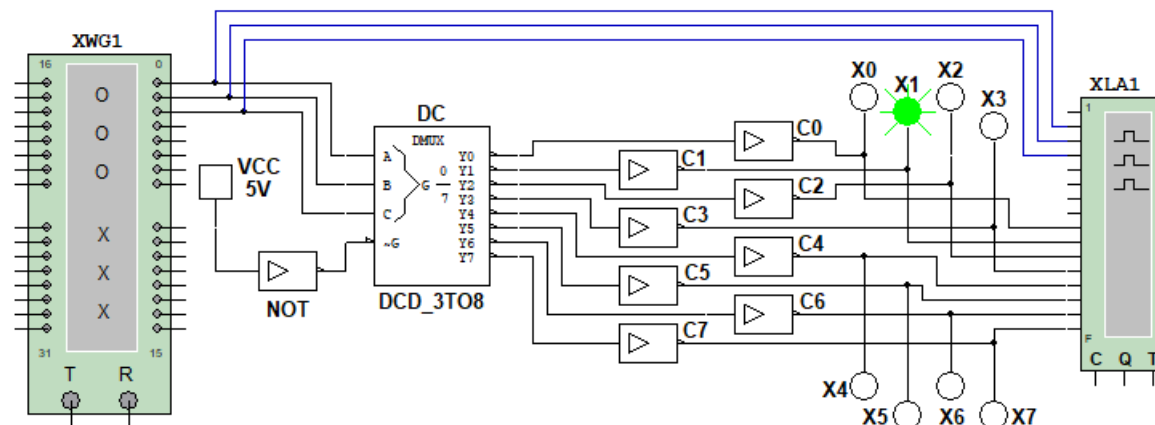 XWG1
16 0
O
O
O
X
X
X
31 15
T R
VCC
5V
NOT
DC
DMUX
A
B
C
~G
G 0
7
Y0
Y1
Y2
Y3
Y4
Y5
Y6
Y7
DCD_3TO8
C0
C1
C2
C3
C4
C5
C6
C7
X0
X1
X2
X3
X4
X5
X6
X7
XLA1
1
F
C Q T